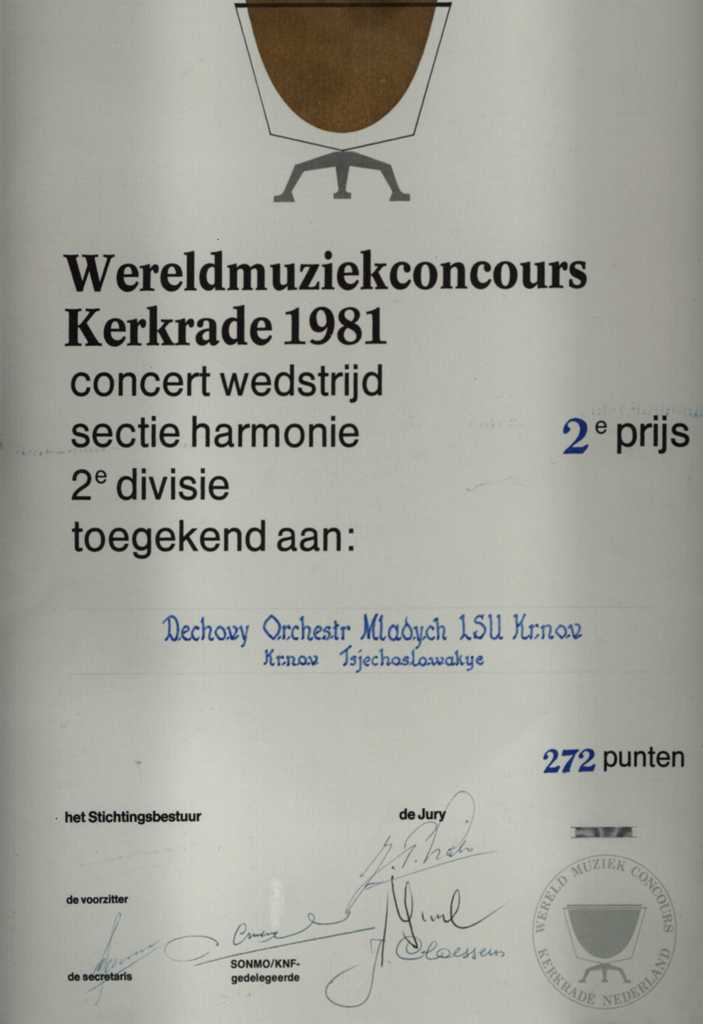 Wereldmuziekconcours
Kerkrade 1981
concert wedstrijd
sectie harmonie
2e prijs
2e divisie
toegekend aan:
Dechovy Orchestr Mladych LSU Krnov
Krnov Tsjechoslowakye
272 punten
het Stichtingsbestuur
de Jury
de voorzitter
J. Claessens
de secretaris
SONMO/KNF-
gedelegeerde
WERELD MUZIEK CONCOURS
KERKRADE NEDERLAND